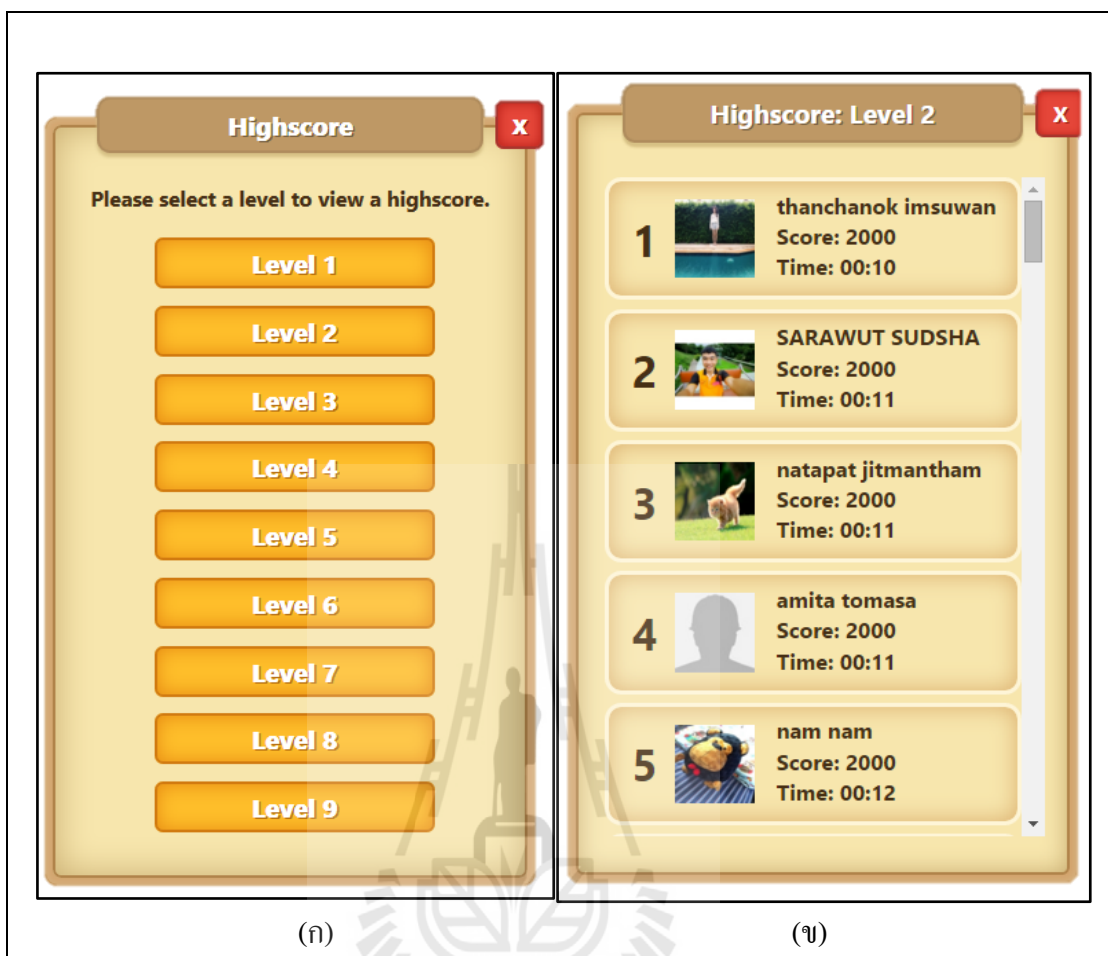 Highscore
x
Please select a level to view a highscore.
Level 1
Level 2
Level 3
Level 4
Level 5
Level 6
Level 7
Level 8
Level 9
(ก)
Highscore: Level 2
x
1
thanchanok imsuwan
Score: 2000
Time: 00:10
2
SARAWUT SUDSHA
Score: 2000
Time: 00:11
3
natapat jitmantham
Score: 2000
Time: 00:11
4
amita tomasa
Score: 2000
Time: 00:11
5
nam nam
Score: 2000
Time: 00:12
(ข)